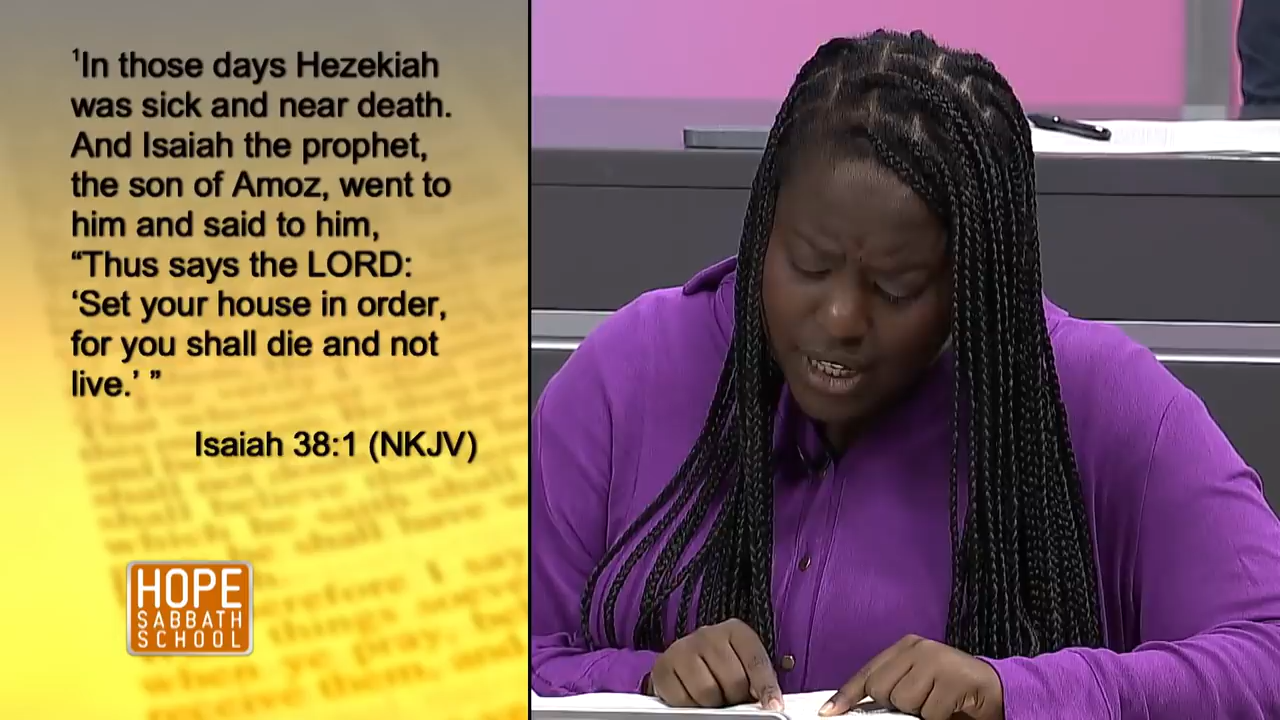 ¹In those days Hezekiah
was sick and near death.
And Isaiah the prophet,
the son of Amoz, went to
him and said to him,
“Thus says the LORD:
‘Set your house in order,
for you shall die and not
live.’ ”
Isaiah 38:1 (NKJV)
HOPE
SABBATH
SCHOOL